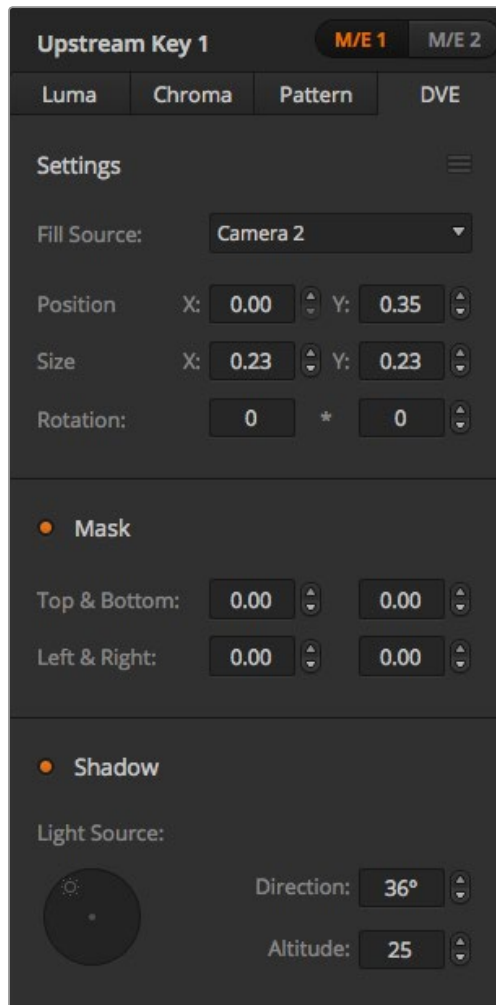 Upstream Key 1 M/E 1 M/E 2
Luma Chroma Pattern DVE
Settings
Fill Source: Camera 2
Position X: 0.00 Y: 0.35
Size X: 0.23 Y: 0.23
Rotation: 0 * 0
Mask
Top & Bottom: 0.00 0.00
Left & Right: 0.00 0.00
Shadow
Light Source:
Direction: 36º
Altitude: 25